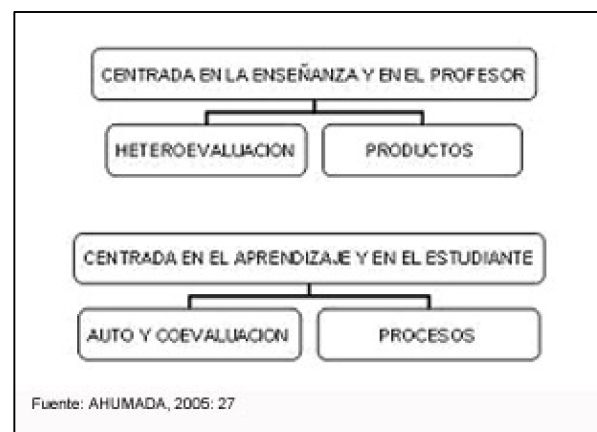 CENTRADA EN LA ENSEÑANZA Y EN EL PROFESOR
HETEROEVALUACION
PRODUCTOS
CENTRADA EN EL APRENDIZAJE Y EN EL ESTUDIANTE
AUTO Y COEVALUACION
PROCESOS
Fuente: AHUMADA, 2005: 27